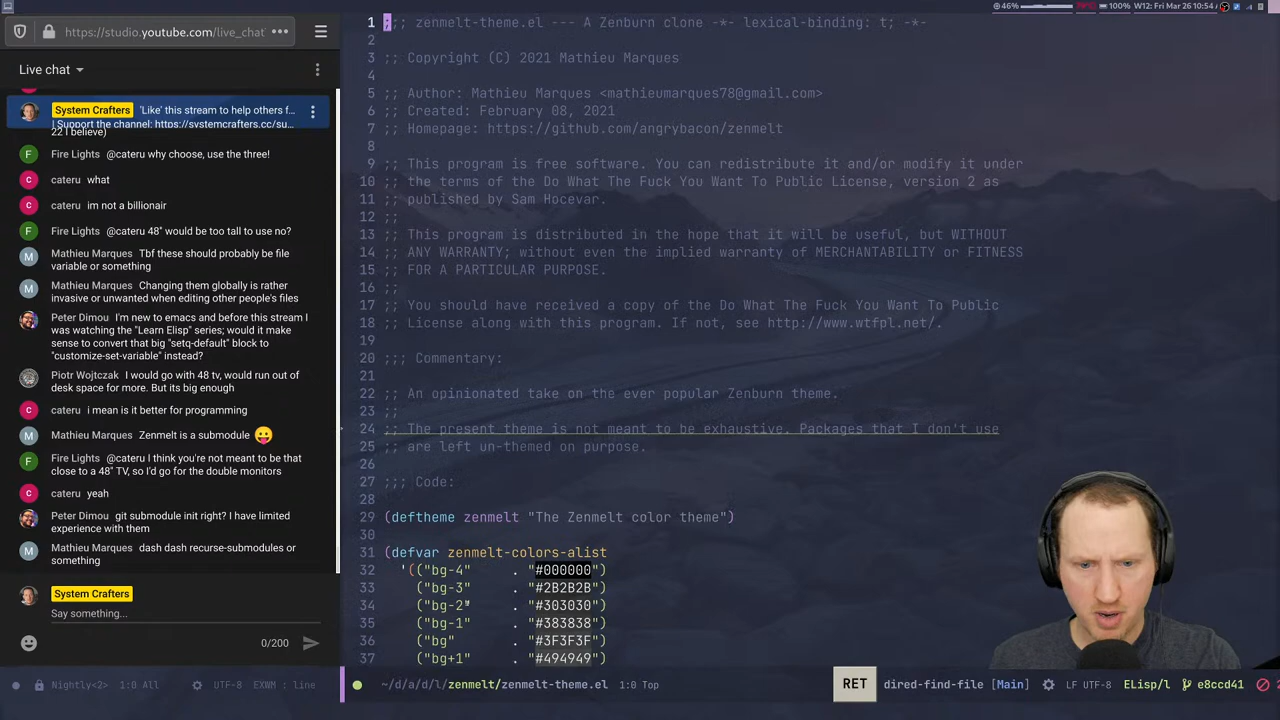 46%
100%
W12: Fri Mar 26 10:54
https://studio.youtube.com/live_chat
Live chat
System Crafters 'Like' this stream to help others f...
| Support the channel: https://systemcrafters.cc/su...
22 I believe)
Fire Lights @cateru why choose, use the three!
cateru what
cateru im not a billionair
Fire Lights @cateru 48" would be too tall to use no?
Mathieu Marques Tbf these should probably be file
variable or something
Mathieu Marques Changing them globally is rather
invasive or unwanted when editing other people's files
Peter Dimou I'm new to emacs and before this stream I
was watching the "Learn Elisp" series; would it make
sense to convert that big "setq-default" block to
"customize-set-variable" instead?
Piotr Wojtczak I would go with 48 tv, would run out of
desk space for more. But its big enough
cateru i mean is it better for programming
Mathieu Marques Zenmelt is a submodule 😛
Fire Lights @cateru I think you're not meant to be that
close to a 48" TV, so I'd go for the double monitors
cateru yeah
Peter Dimou git submodule init right? I have limited
experience with them
Mathieu Marques dash dash recurse-submodules or
something
System Crafters
Say something...
0/200
Nightly<2> 1:0 All UTF-8 EXWM : line
1 ;;; zenmelt-theme.el --- A Zenburn clone -*- lexical-binding: t; -*-
2
3 ;; Copyright (C) 2021 Mathieu Marques
4
5 ;; Author: Mathieu Marques <mathieumarques78@gmail.com>
6 ;; Created: February 08, 2021
7 ;; Homepage: https://github.com/angrybacon/zenmelt
8
9 ;; This program is free software. You can redistribute it and/or modify it under
10 ;; the terms of the Do What The Fuck You Want To Public License, version 2 as
11 ;; published by Sam Hocevar.
12 ;;
13 ;; This program is distributed in the hope that it will be useful, but WITHOUT
14 ;; ANY WARRANTY; without even the implied warranty of MERCHANTABILITY or FITNESS
15 ;; FOR A PARTICULAR PURPOSE.
16 ;;
17 ;; You should have received a copy of the Do What The Fuck You Want To Public
18 ;; License along with this program. If not, see http://www.wtfpl.net/.
19
20 ;;; Commentary:
21
22 ;; An opinionated take on the ever popular Zenburn theme.
23 ;;
24 ;; The present theme is not meant to be exhaustive. Packages that I don't use
25 ;; are left un-themed on purpose.
26
27 ;;; Code:
28
29 (deftheme zenmelt "The Zenmelt color theme")
30
31 (defvar zenmelt-colors-alist
32 '(("bg-4" . "#000000")
33 ("bg-3" . "#2B2B2B")
34 ("bg-2" . "#303030")
35 ("bg-1" . "#383838")
36 ("bg" . "#3F3F3F")
37 ("bg+1" . "#494949")
~/d/a/d/l/zenmelt/zenmelt-theme.el 1:0 Top
RET dired-find-file [Main] LF UTF-8 ELisp/l e8ccd41